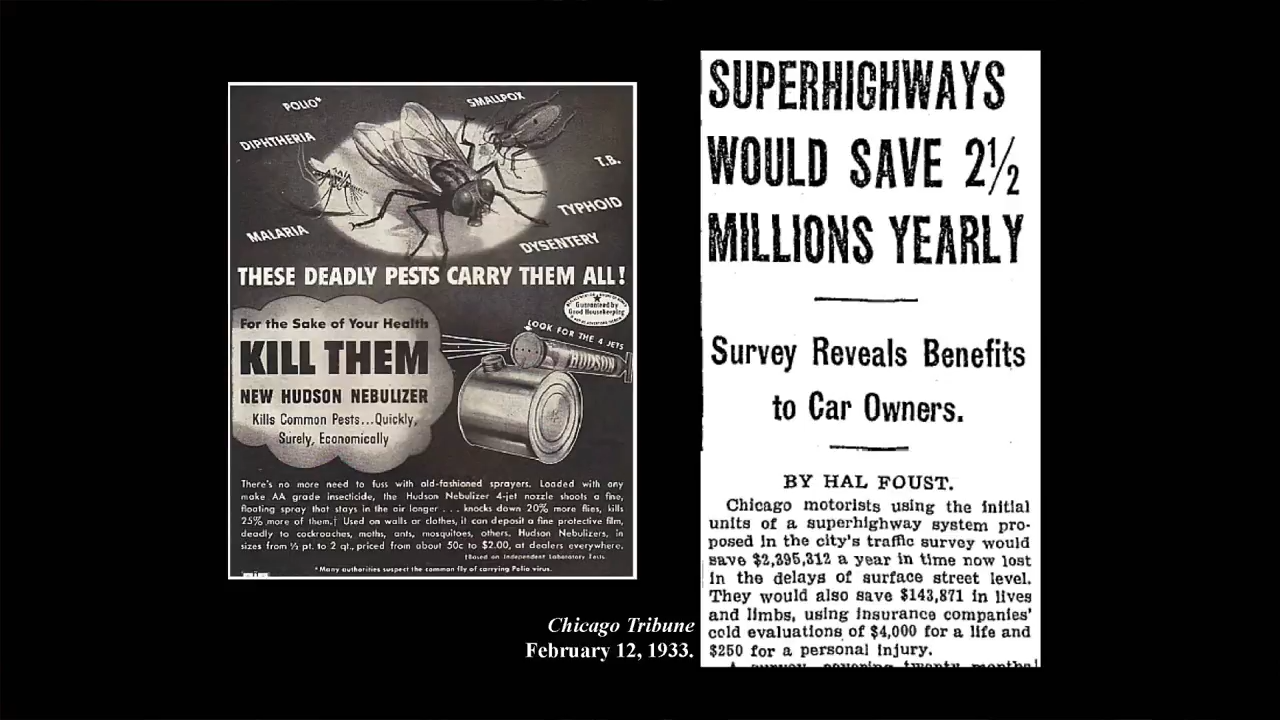 POLIO*
SMALLPOX
DIPHTHERIA
T.B.
TYPHOID
MALARIA
DYSENTERY
THESE DEADLY PESTS CARRY THEM ALL!
Guaranteed by
Good Housekeeping
For the Sake of Your Health
KILL THEM
NEW HUDSON NEBULIZER
Kills Common Pests...Quickly,
Surely, Economically
LOOK FOR THE 4 JETS
HUDSON
There's no more need to fuss with old-fashioned sprayers. Loaded with any
make AA grade insecticide, the Hudson Nebulizer 4-jet nozzle shoots a fine,
floating spray that stays in the air longer . . . knocks down 20% more flies, kills
25% more of them.† Used on walls or clothes, it can deposit a fine protective film,
deadly to cockroaches, moths, ants, mosquitoes, others. Hudson Nebulizers, in
sizes from ½ pt. to 2 qt., priced from about 50c to $2.00, at dealers everywhere.
†Based on Independent Laboratory Tests.
*Many authorities suspect the common fly of carrying Polio virus.
SUPERHIGHWAYS
WOULD SAVE 2½
MILLIONS YEARLY
Survey Reveals Benefits
to Car Owners.
BY HAL FOUST.
Chicago motorists using the initial
units of a superhighway system pro-
posed in the city's traffic survey would
save $2,395,312 a year in time now lost
in the delays of surface street level.
They would also save $143,871 in lives
and limbs, using insurance companies'
cold evaluations of $4,000 for a life and
$250 for a personal injury.
A survey, covering twenty months'
Chicago Tribune
February 12, 1933.